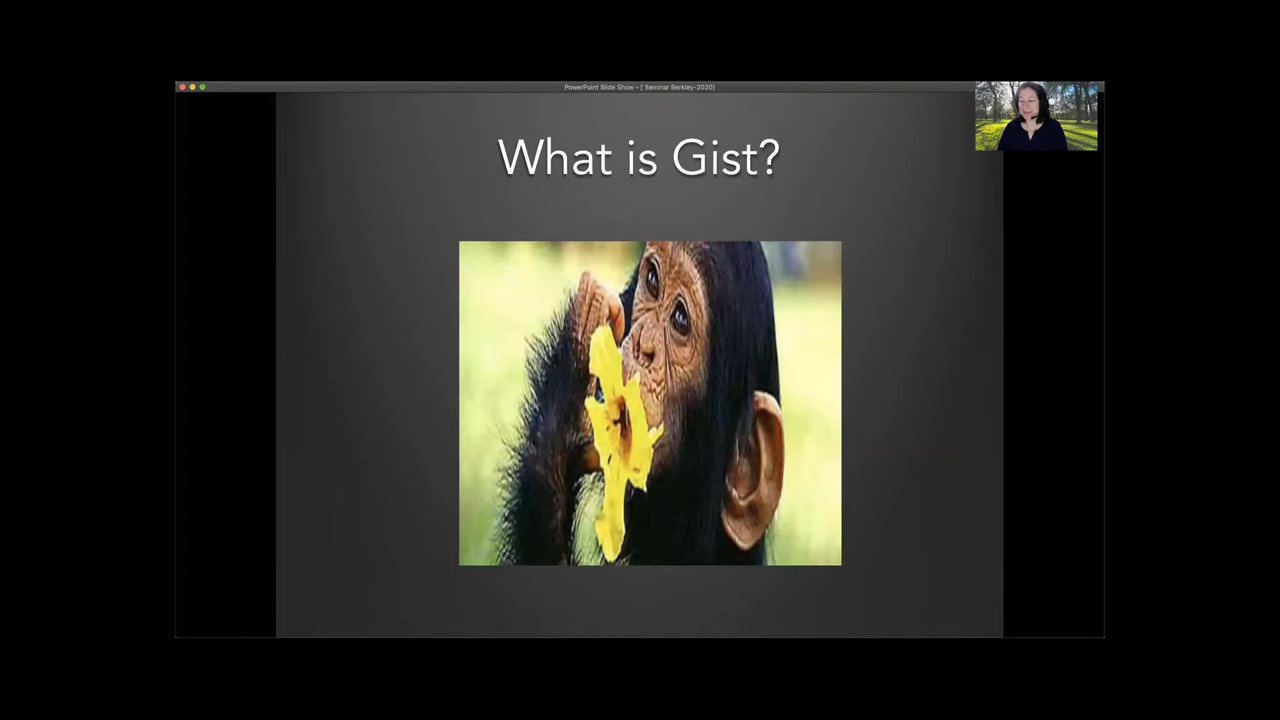 PowerPoint Slide Show - [ Seminar Berkley-2020]
What is Gist?